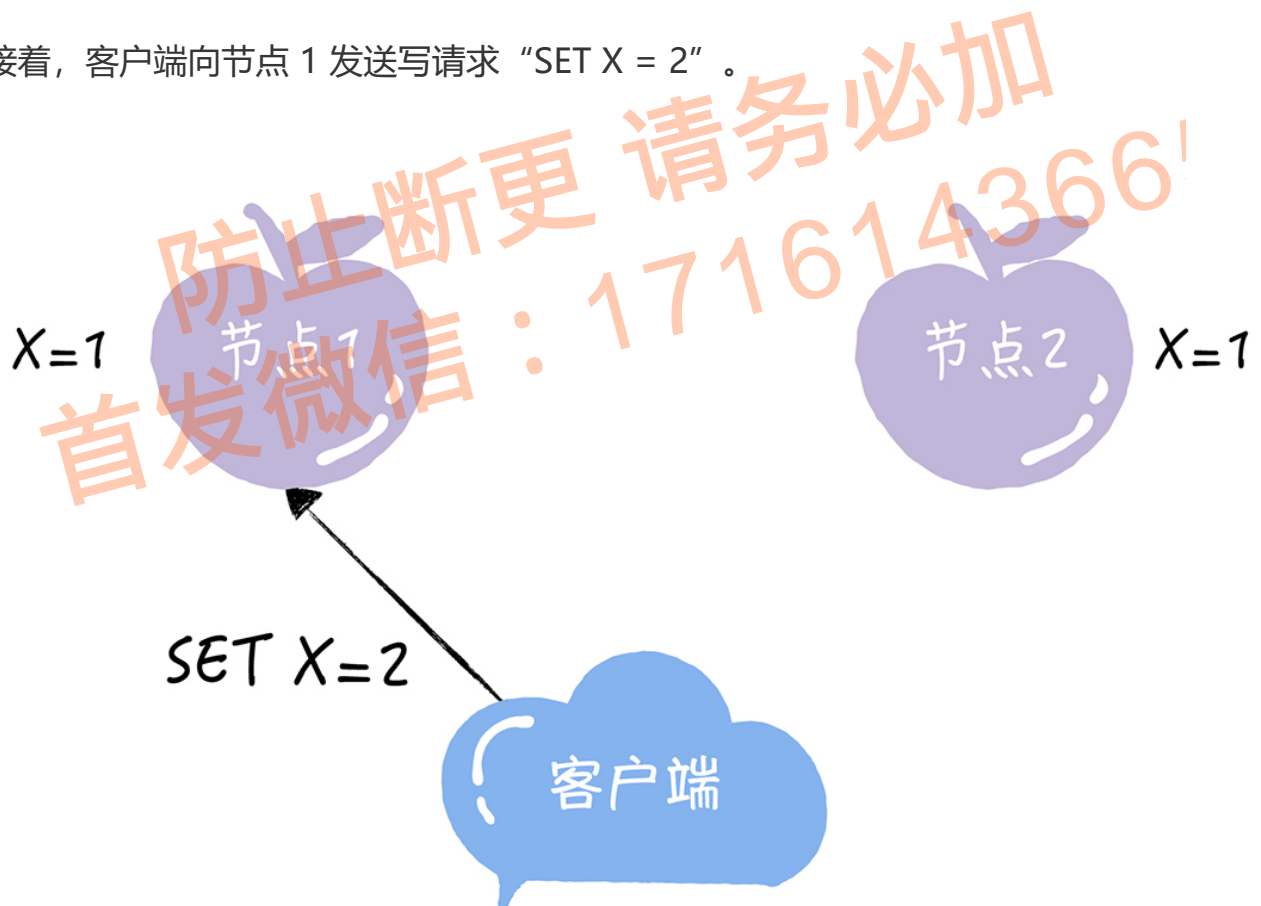 接着，客户端向节点 1 发送写请求“SET X = 2”。
防止断更 请务必加
首发微信：17161436
X=1
节点1
节点2
X=1
SET X=2
客户端